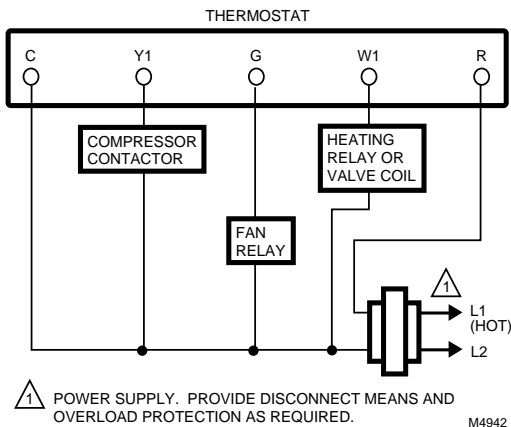 THERMOSTAT
C Y1 G W1 R
COMPRESSOR
CONTACTOR
HEATING
RELAY OR
VALVE COIL
FAN
RELAY
1
L1
(HOT)
L2
1 POWER SUPPLY. PROVIDE DISCONNECT MEANS AND
OVERLOAD PROTECTION AS REQUIRED.
M4942